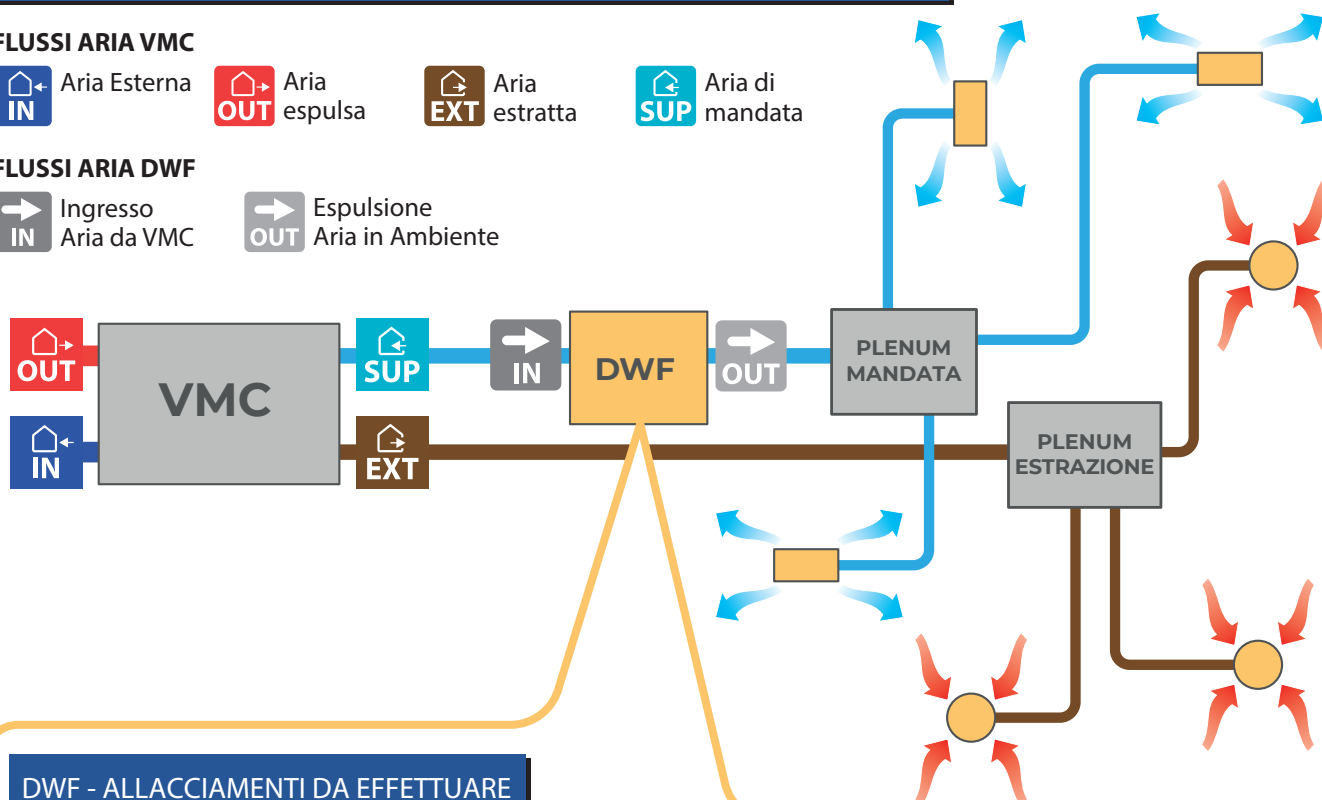 FLUSSI ARIA VMC
IN
Aria Esterna
OUT
Aria
espulsa
EXT
Aria
estratta
SUP
Aria di
mandata
FLUSSI ARIA DWF
IN
Ingresso
Aria da VMC
OUT
Espulsione
Aria in Ambiente
OUT
IN
VMC
SUP
EXT
IN
DWF
OUT
PLENUM
MANDATA
PLENUM
ESTRAZIONE
DWF - ALLACCIAMENTI DA EFFETTUARE